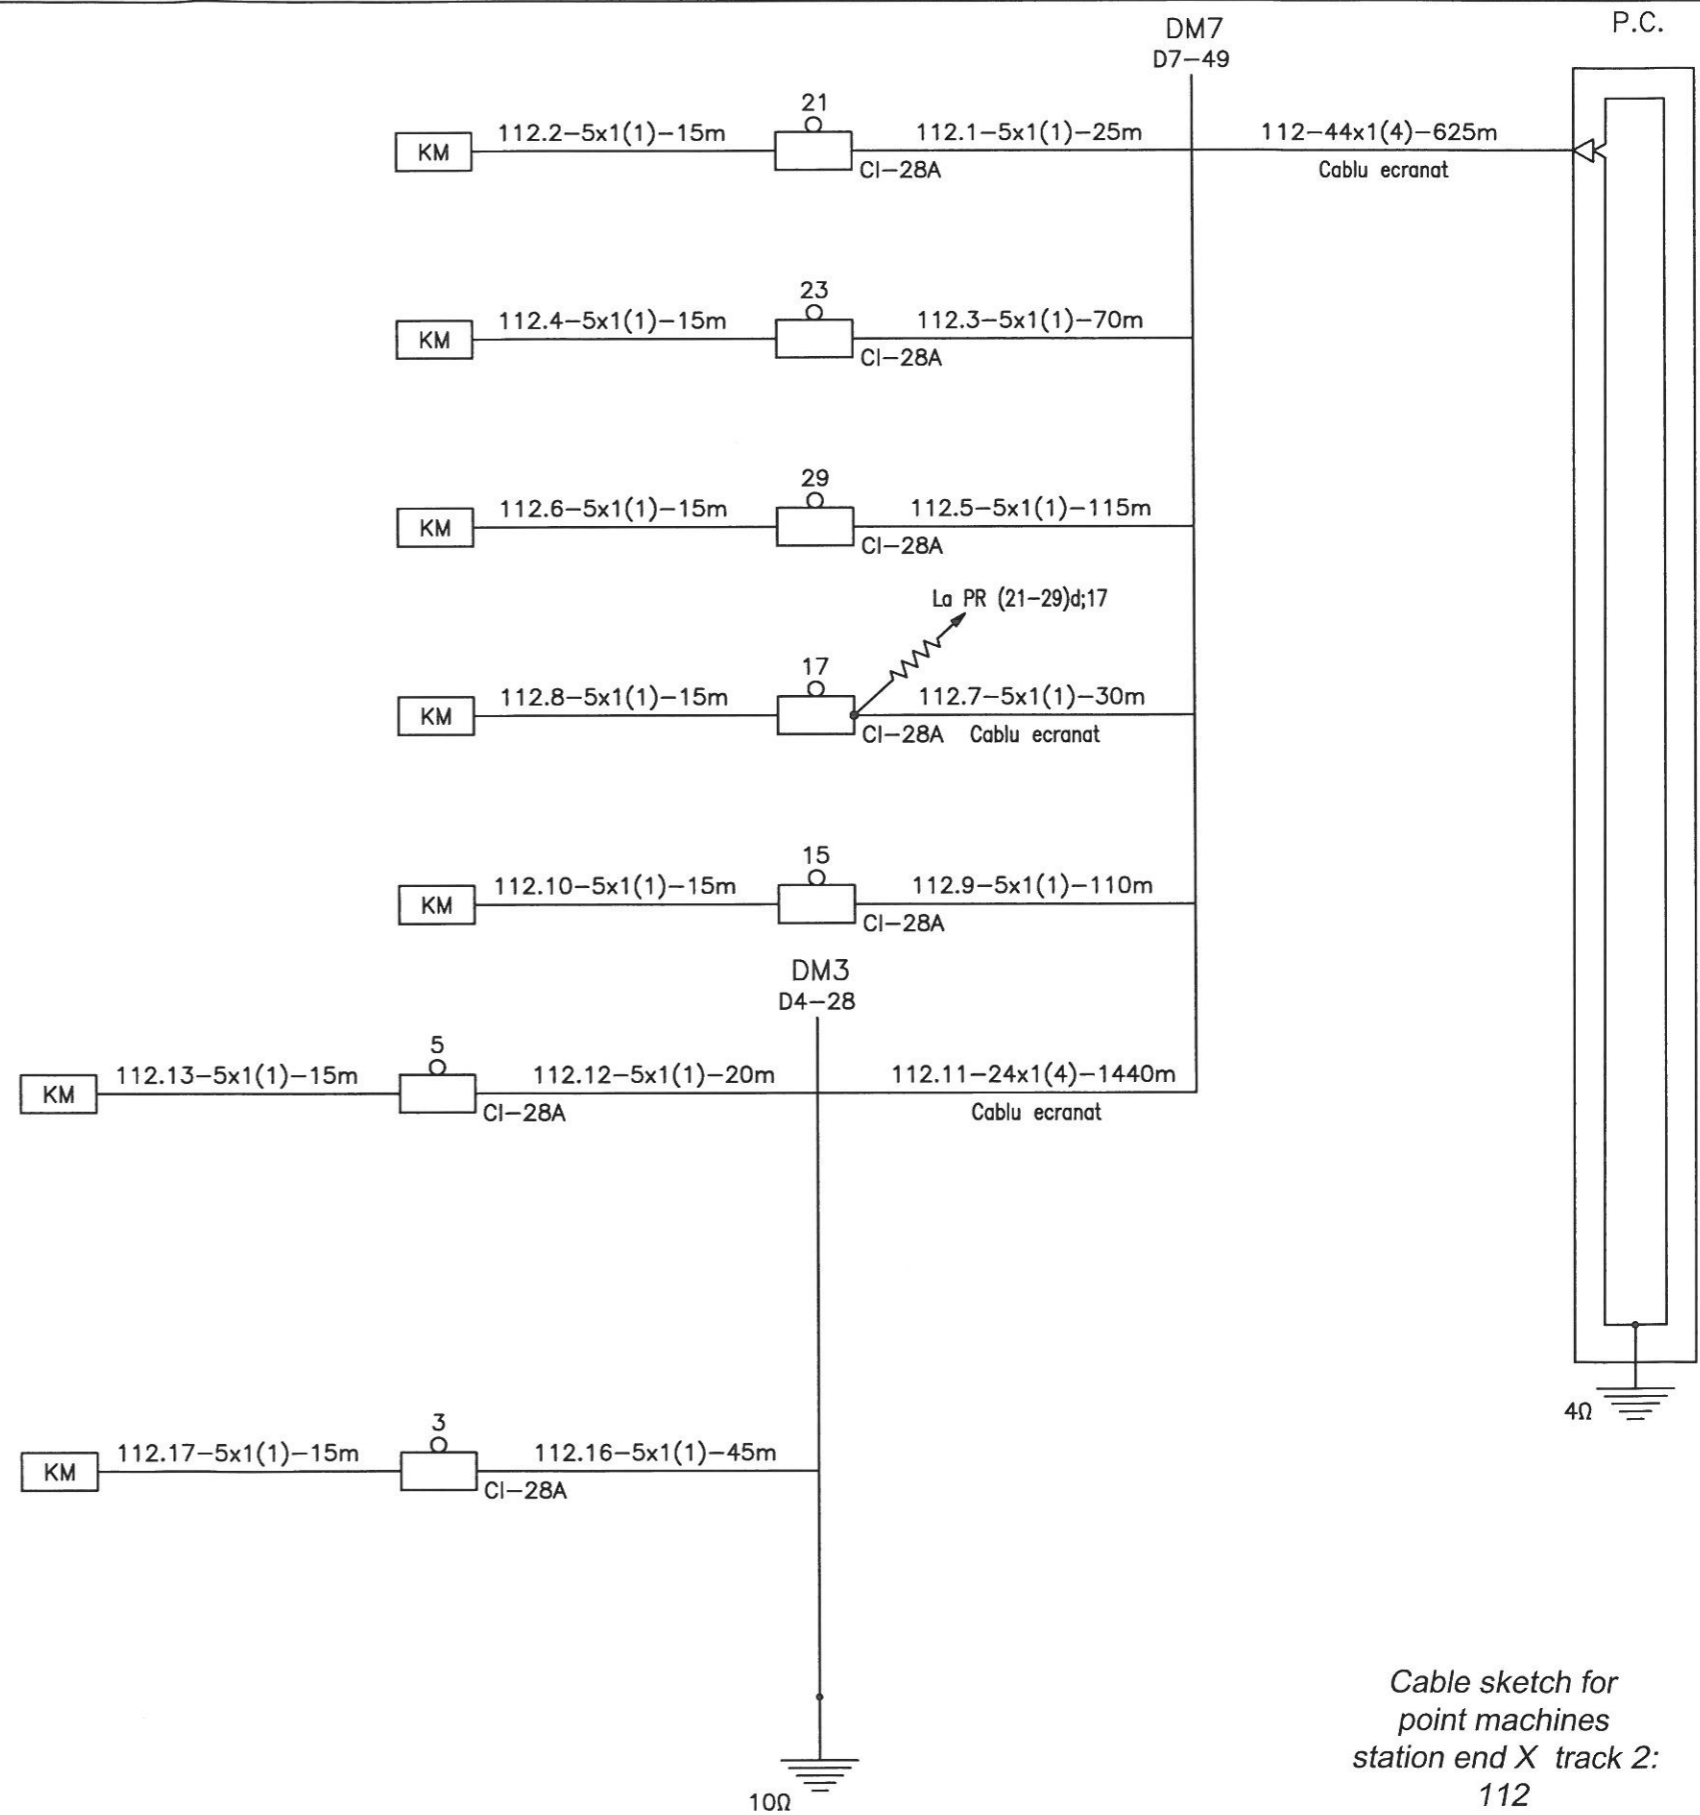 DM7
D7-49
P.C.
21
112.2-5x1(1)-15m
112.1-5x1(1)-25m
112-44x1(4)-625m
KM
CI-28A
Cablu ecranat
23
112.4-5x1(1)-15m
112.3-5x1(1)-70m
KM
CI-28A
29
112.6-5x1(1)-15m
112.5-5x1(1)-115m
KM
CI-28A
La PR (21-29)d;17
17
112.8-5x1(1)-15m
112.7-5x1(1)-30m
KM
CI-28A
Cablu ecranat
15
112.10-5x1(1)-15m
112.9-5x1(1)-110m
KM
CI-28A
DM3
D4-28
5
112.13-5x1(1)-15m
112.12-5x1(1)-20m
112.11-24x1(4)-1440m
KM
CI-28A
Cablu ecranat
4Ω
3
112.17-5x1(1)-15m
112.16-5x1(1)-45m
KM
CI-28A
10Ω
Cable sketch for
point machines
station end X track 2:
112